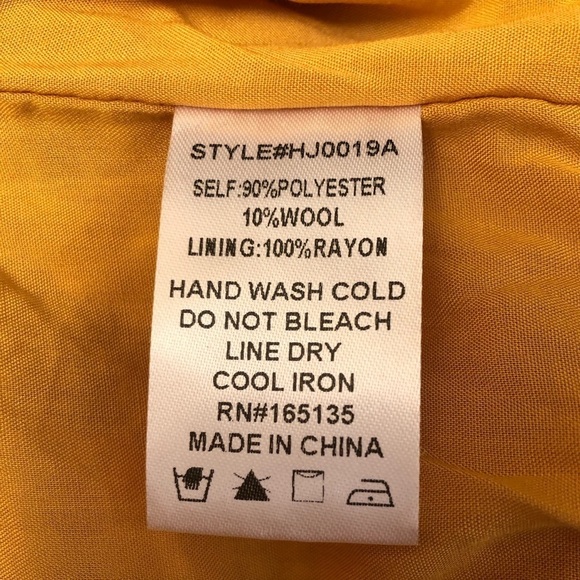 STYLE#HJ0019A
SELF:90%POLYESTER
10%WOOL
LINING:100%RAYON
HAND WASH COLD
DO NOT BLEACH
LINE DRY
COOL IRON
RN#165135
MADE IN CHINA